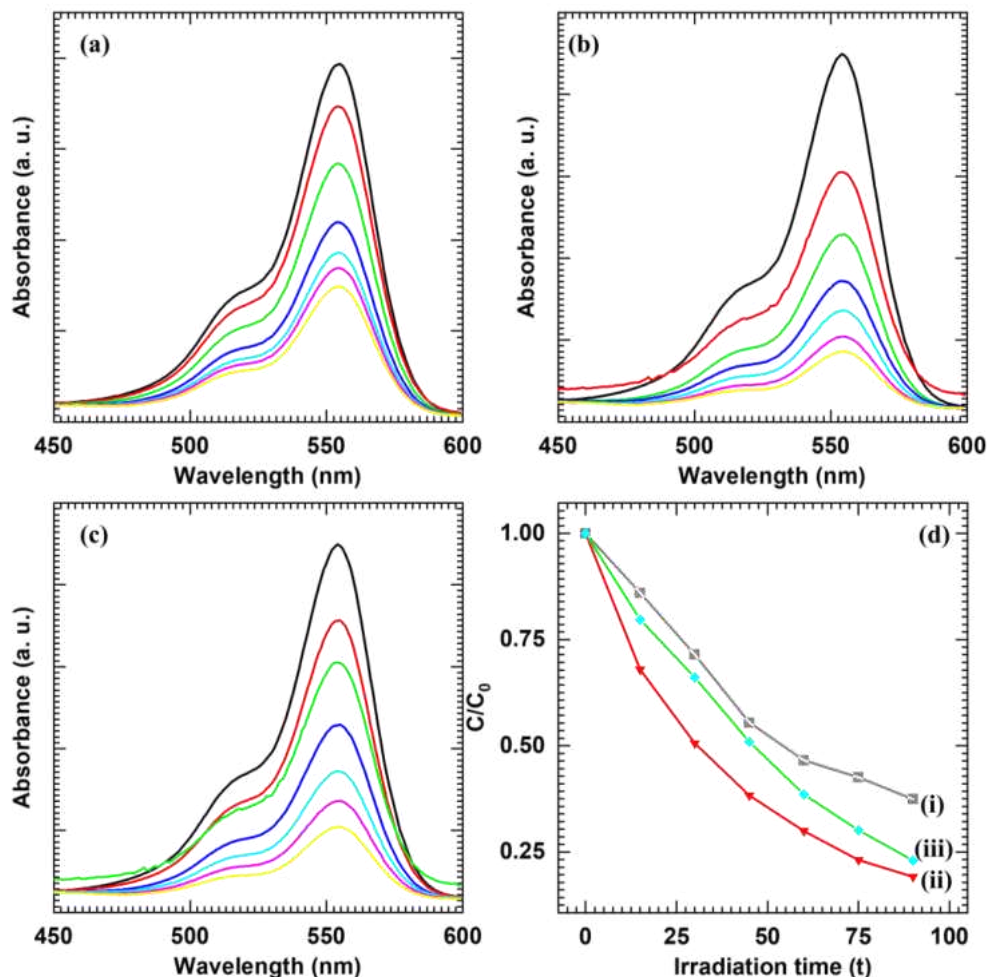 (a)
Absorbance (a. u.)
450 500 550 600
Wavelength (nm)
(b)
Absorbance (a. u.)
450 500 550 600
Wavelength (nm)
(c)
Absorbance (a. u.)
450 500 550 600
Wavelength (nm)
(d)
C/C₀
1.00
0.75
0.50
0.25
(i)
(iii)
(ii)
0 25 50 75 100
Irradiation time (t)